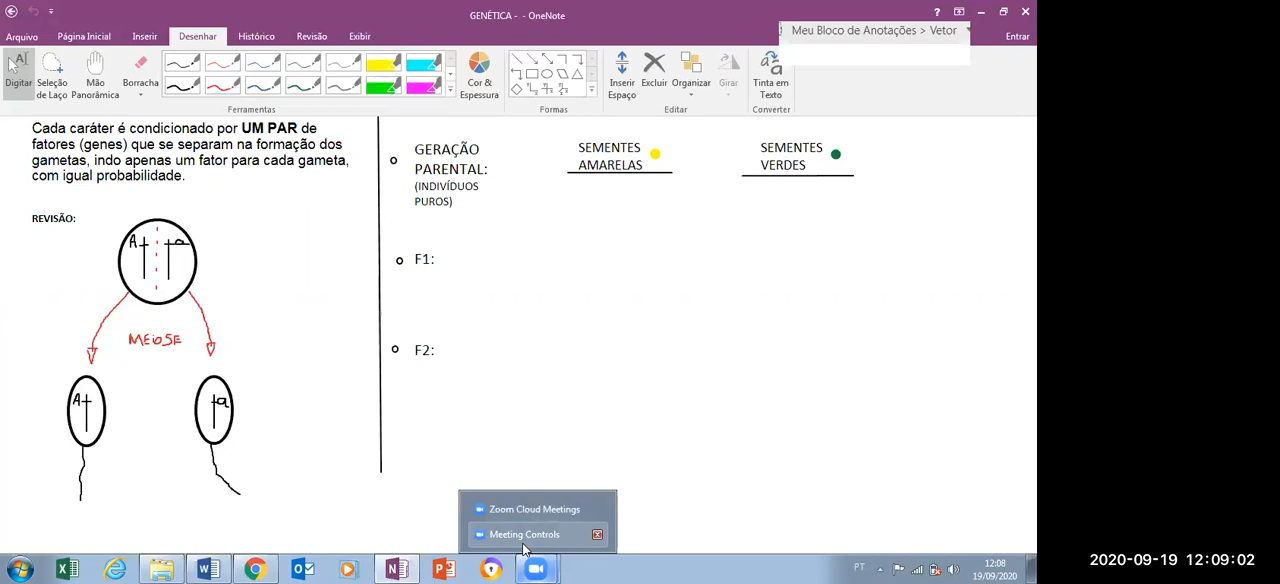 GENÉTICA - - OneNote
?
Meu Bloco de Anotações > Vetor
Arquivo
Página Inicial
Inserir
Desenhar
Histórico
Revisão
Exibir
Entrar
Digitar
Seleção
de Laço
Mão
Panorâmica
Borracha
Cor &
Espessura
Inserir
Espaço
Excluir
Organizar
Girar
Tinta em
Texto
Ferramentas
Formas
Editar
Converter
Cada caráter é condicionado por UM PAR de
fatores (genes) que se separam na formação dos
gametas, indo apenas um fator para cada gameta,
com igual probabilidade.
REVISÃO:
A a
MEIOSE
A a
GERAÇÃO
PARENTAL:
(INDIVÍDUOS
PUROS)
SEMENTES
AMARELAS
SEMENTES
VERDES
F1:
F2:
Zoom Cloud Meetings
Meeting Controls
PT
12:08
19/09/2020
2020-09-19 12:09:02